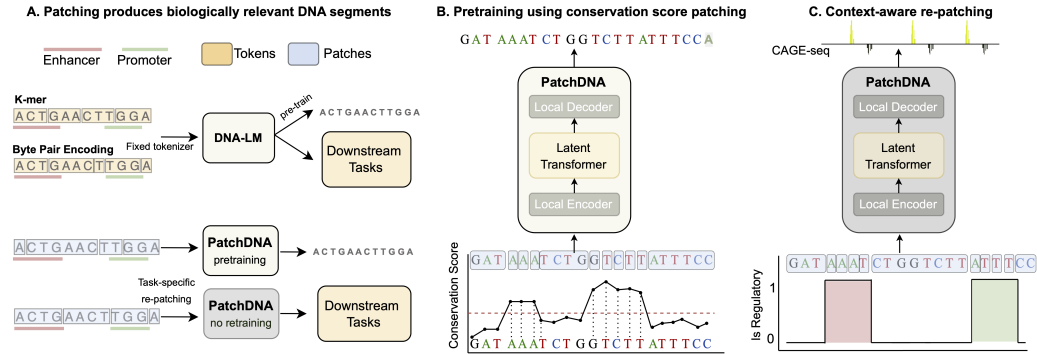 A. Patching produces biologically relevant DNA segments
Enhancer
Promoter
Tokens
Patches
K-mer
ACTGAACTTGGA
Byte Pair Encoding
ACTGAACTTGGA
Fixed tokenizer
DNA-LM
pre-train
ACTGAACTTGGA
Downstream
Tasks
ACTGAACTTGGA
PatchDNA
pretraining
ACTGAACTTGGA
Task-specific
re-patching
ACTGAACTTGGA
PatchDNA
no retraining
Downstream
Tasks
B. Pretraining using conservation score patching
GAT AAATCTGGTCTTATTTCCA
PatchDNA
Local Decoder
Latent
Transformer
Local Encoder
Conservation Score
GATAAATCTGGTCTTATTTCC
GATAAATCTGGTCTTATTTCC
C. Context-aware re-patching
CAGE-seq
PatchDNA
Local Decoder
Latent
Transformer
Local Encoder
GATAAATCTGGTCTTATTTCC
Is Regulatory
1
0